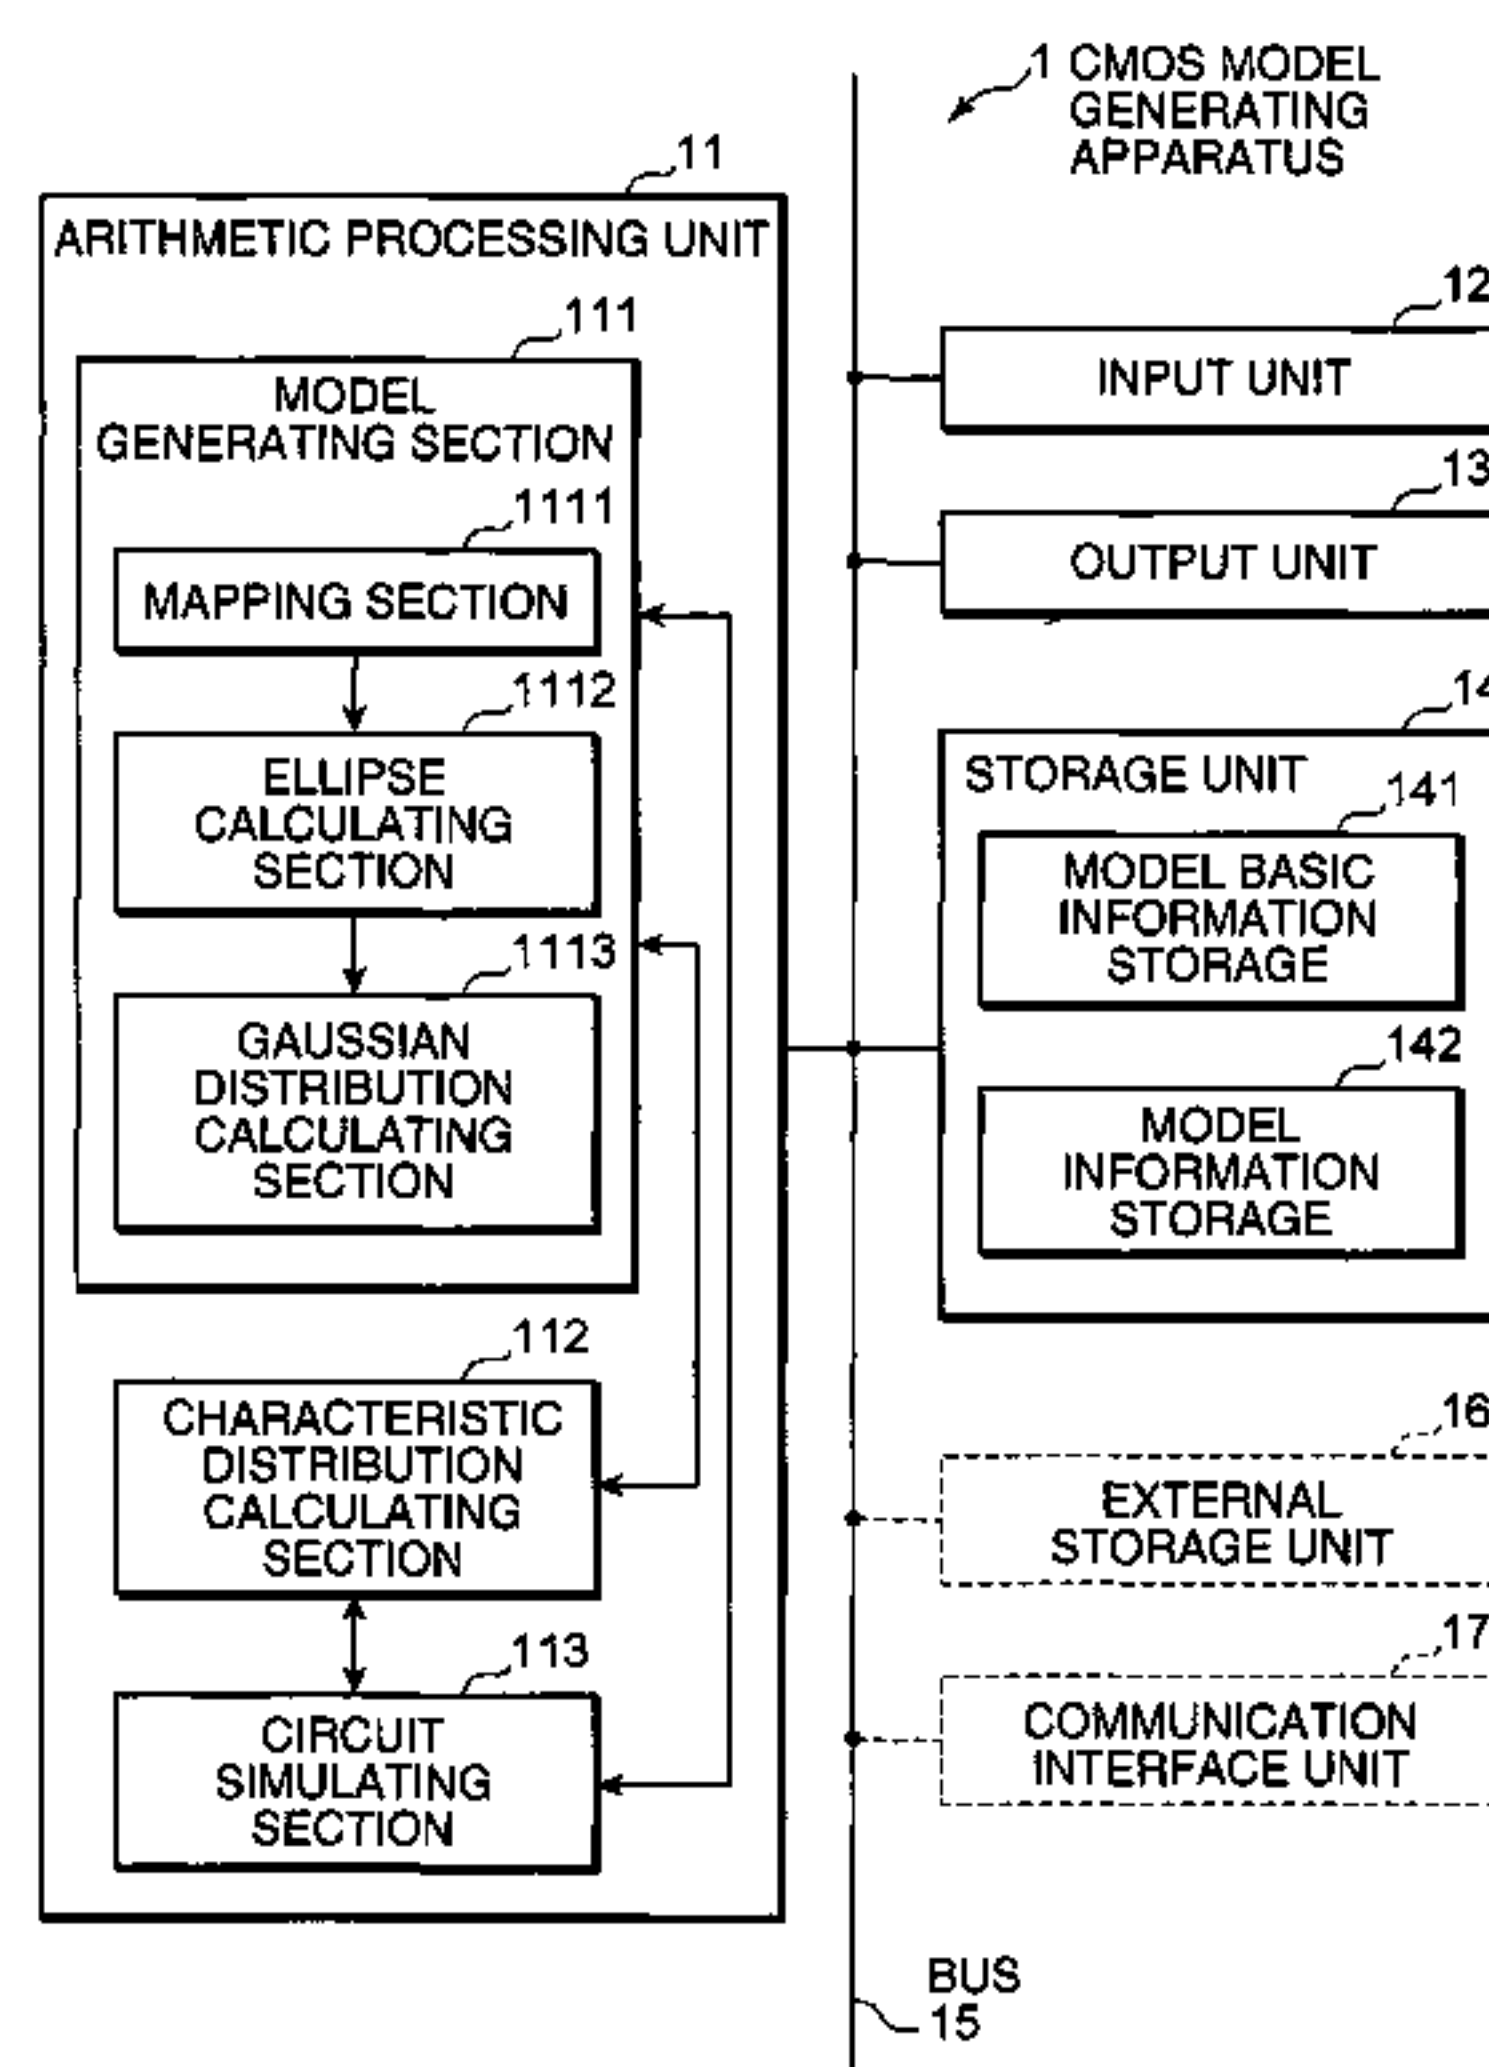 1 CMOS MODEL
GENERATING
APPARATUS
11
ARITHMETIC PROCESSING UNIT
111
MODEL
GENERATING SECTION
1111
MAPPING SECTION
1112
ELLIPSE
CALCULATING
SECTION
1113
GAUSSIAN
DISTRIBUTION
CALCULATING
SECTION
112
CHARACTERISTIC
DISTRIBUTION
CALCULATING
SECTION
113
CIRCUIT
SIMULATING
SECTION
12
INPUT UNIT
13
OUTPUT UNIT
14
STORAGE UNIT
141
MODEL BASIC
INFORMATION
STORAGE
142
MODEL
INFORMATION
STORAGE
16
EXTERNAL
STORAGE UNIT
17
COMMUNICATION
INTERFACE UNIT
BUS
15